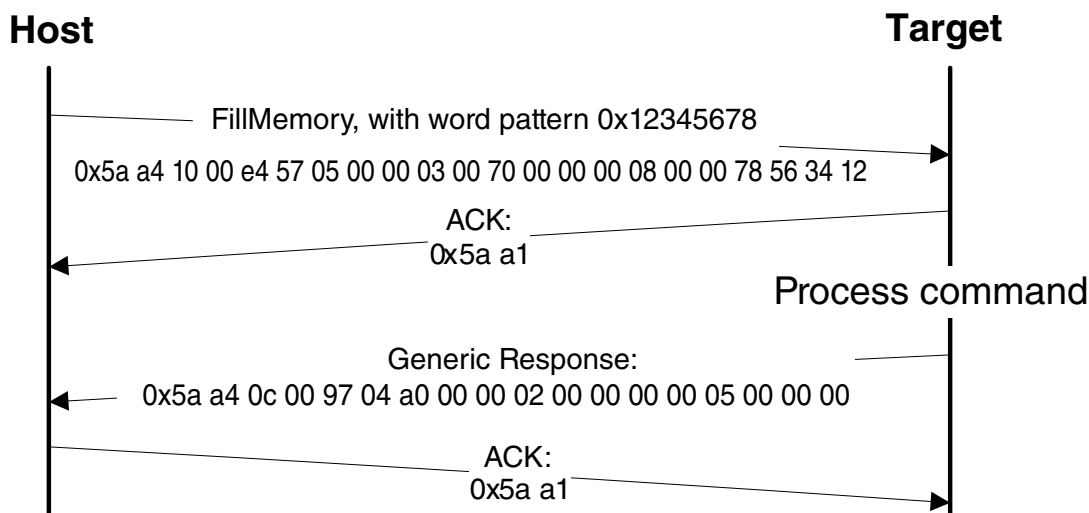 Host
Target
FillMemory, with word pattern 0x12345678
0x5a a4 10 00 e4 57 05 00 00 03 00 70 00 00 00 08 00 00 78 56 34 12
ACK:
0x5a a1
Process command
Generic Response:
0x5a a4 0c 00 97 04 a0 00 00 02 00 00 00 00 05 00 00 00
ACK:
0x5a a1